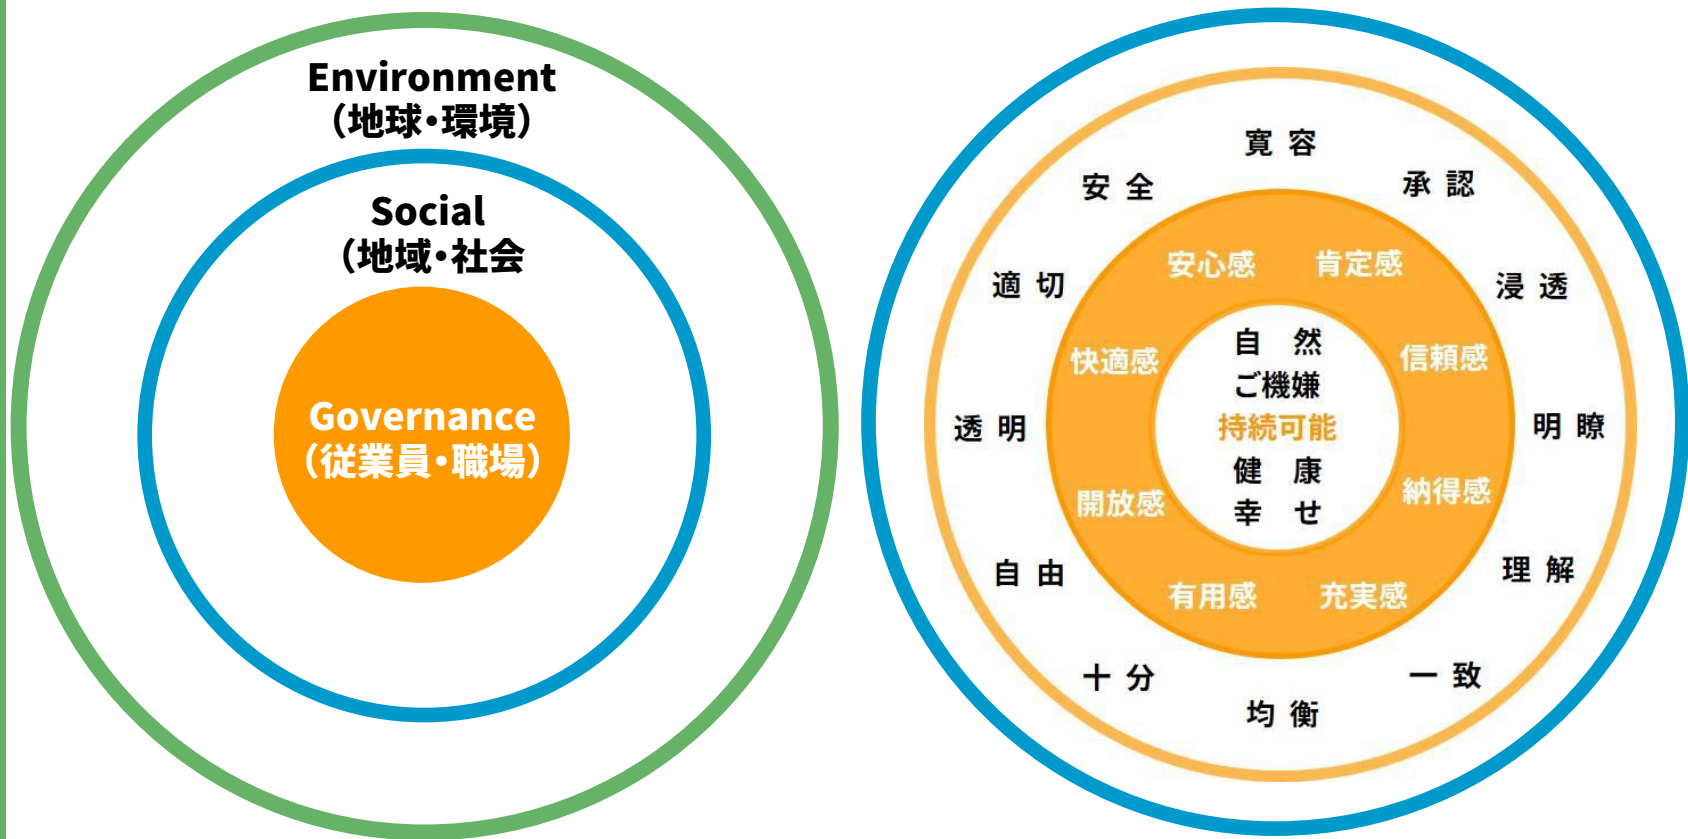 Environment
（地球・環境）
Social
（地域・社会
Governance
（従業員・職場）
寛 容
安 全
承 認
適 切
浸 透
透 明
明 瞭
自 由
理 解
十 分
一 致
均 衡
安心感
肯定感
快適感
信頼感
開放感
納得感
有用感
充実感
自 然
ご機嫌
持続可能
健 康
幸 せ